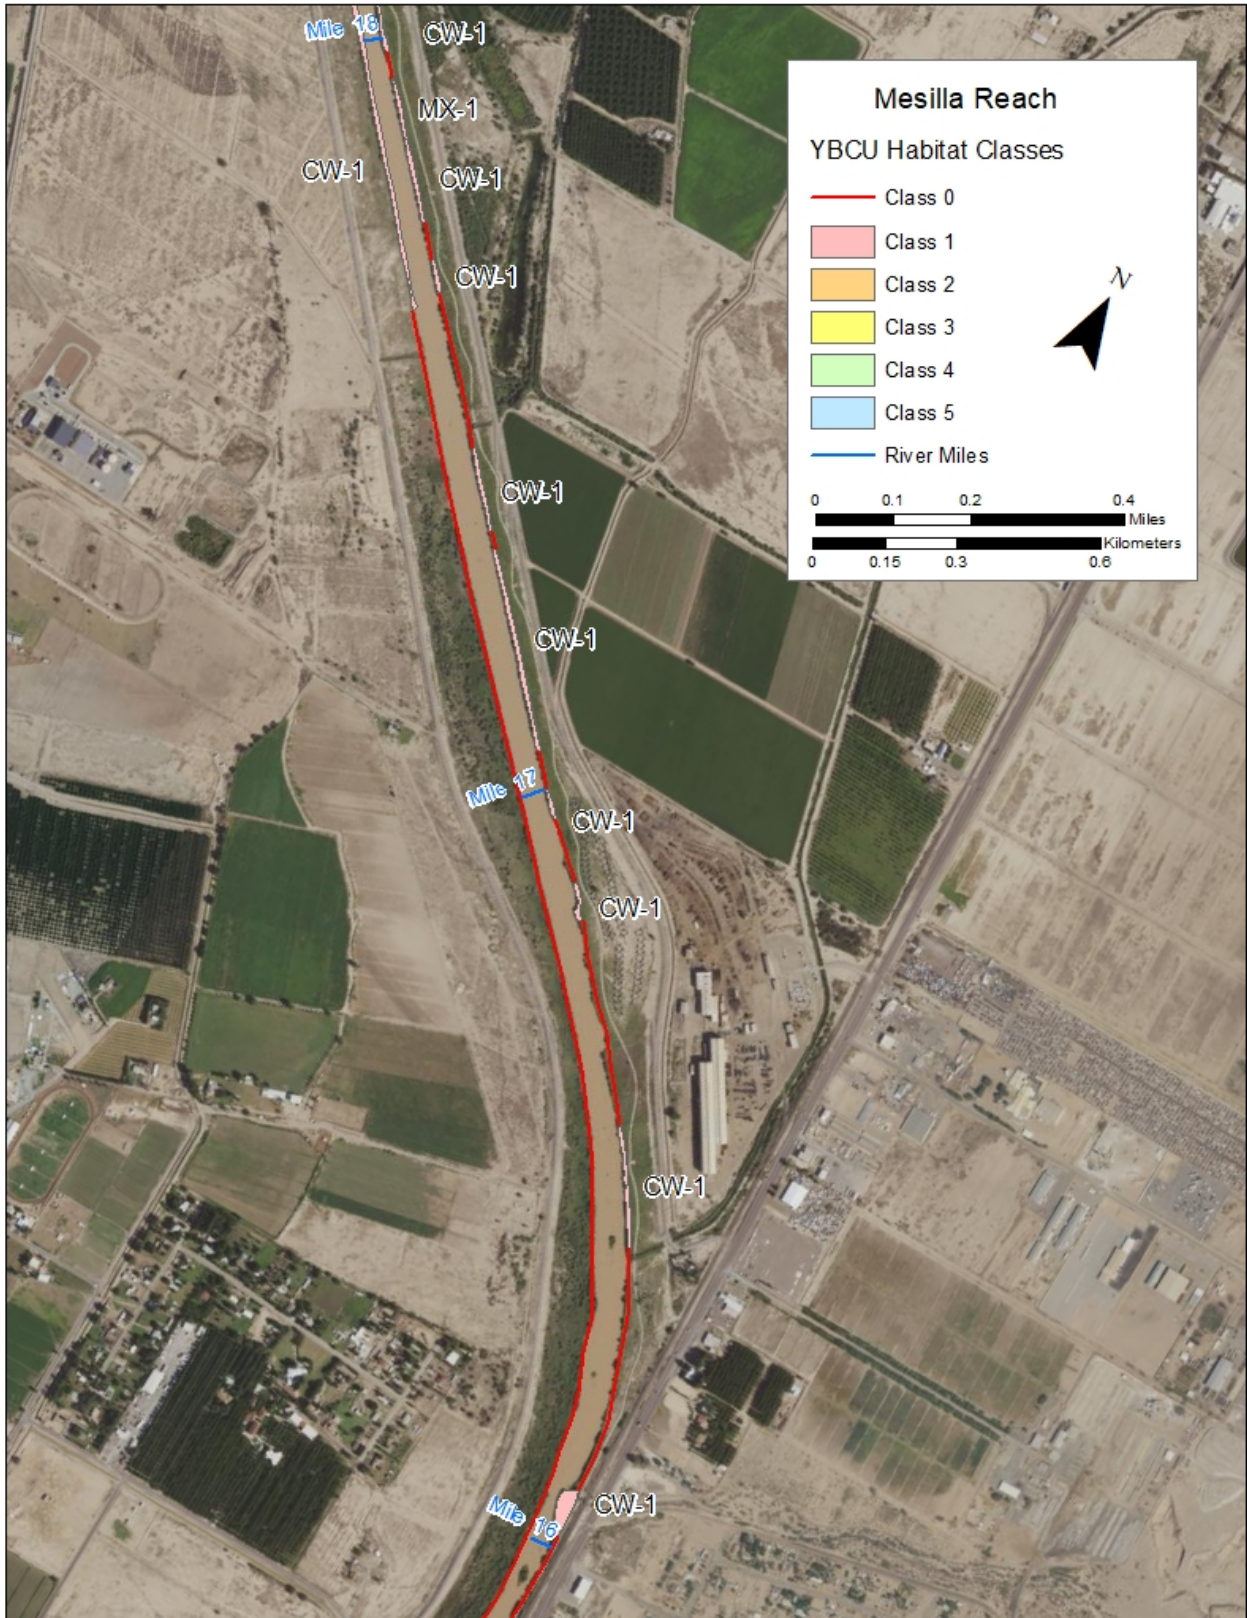 Mile 18
CW-1
MX-1
CW-1
CW-1
CW-1
CW-1
CW-1
Mile 17
CW-1
CW-1
CW-1
CW-1
Mile 16
Mesilla Reach
YBCU Habitat Classes
Class 0
Class 1
Class 2
Class 3
Class 4
Class 5
River Miles
N
0 0.1 0.2 0.4
Miles
Kilometers
0 0.15 0.3 0.6